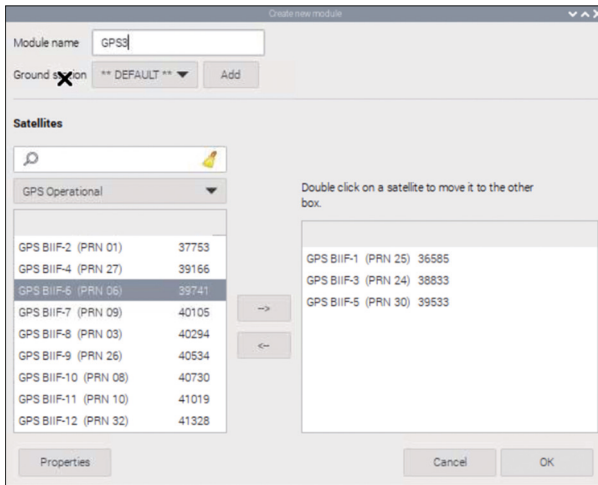 Create new module
Module name GPS3
Ground station ** DEFAULT ** Add
Satellites
GPS Operational
Double click on a satellite to move it to the other
box.
GPS BIIF-2 (PRN 01) 37753
GPS BIIF-4 (PRN 27) 39166
GPS BIIF-6 (PRN 06) 39741
GPS BIIF-7 (PRN 09) 40105
GPS BIIF-8 (PRN 03) 40294
GPS BIIF-9 (PRN 26) 40534
GPS BIIF-10 (PRN 08) 40730
GPS BIIF-11 (PRN 10) 41019
GPS BIIF-12 (PRN 32) 41328
-->
<--
GPS BIIF-1 (PRN 25) 36585
GPS BIIF-3 (PRN 24) 38833
GPS BIIF-5 (PRN 30) 39533
Properties
Cancel
OK